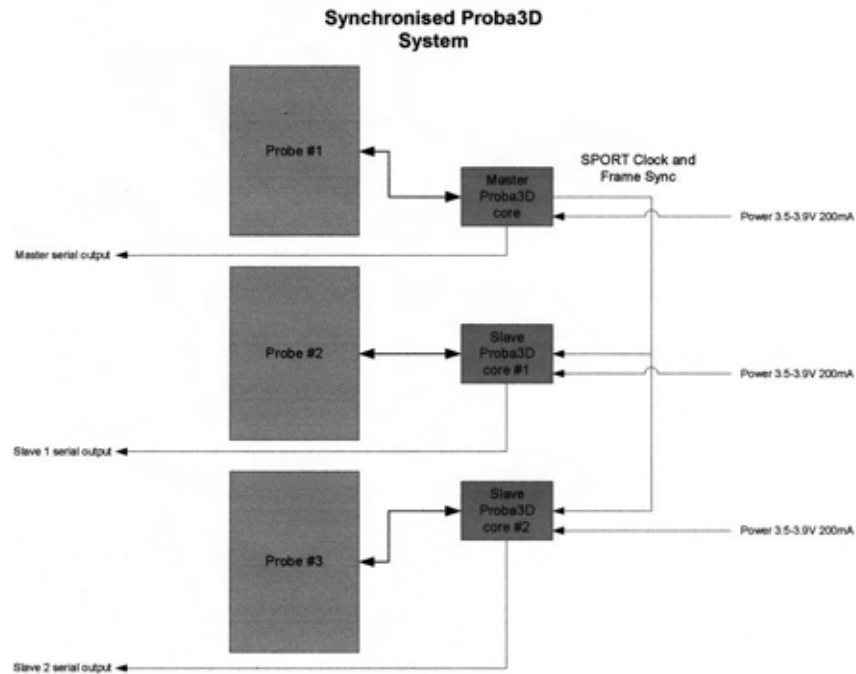 Synchronised Proba3D
System
Probe #1
Master
Proba3D
core
SPORT Clock and
Frame Sync
Power 3.5-3.9V 200mA
Master serial output
Probe #2
Slave
Proba3D
core #1
Power 3.5-3.9V 200mA
Slave 1 serial output
Probe #3
Slave
Proba3D
core #2
Power 3.5-3.9V 200mA
Slave 2 serial output